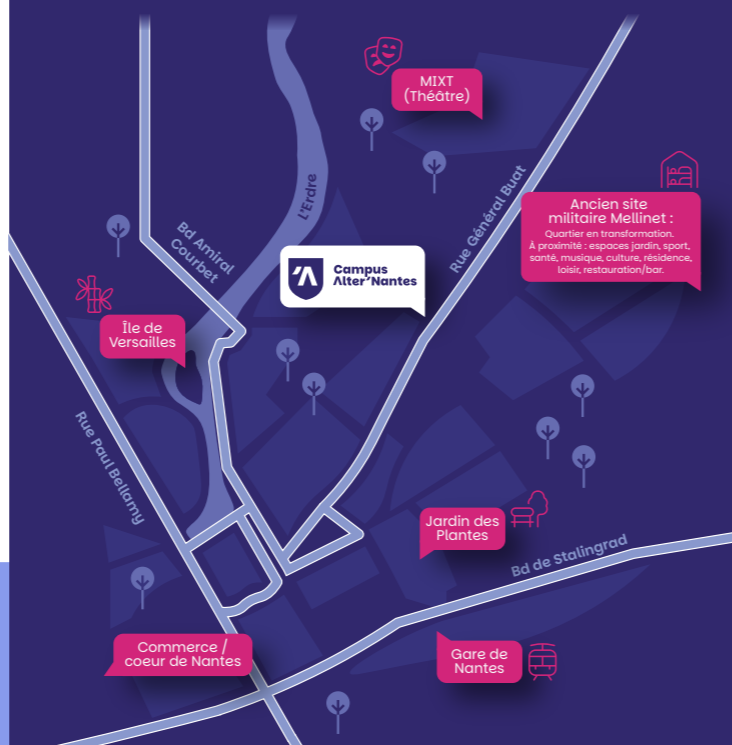 MIXT
(Théâtre)
L'Erdre
Bd Amiral
Courbet
Rue Général Buat
Ancien site
militaire Mellinet :
Quartier en transformation.
À proximité : espaces jardin, sport,
santé, musique, culture, résidence,
loisir, restauration/bar.
Campus
Alter'Nantes
Île de
Versailles
Rue Paul Bellamy
Jardin des
Plantes
Bd de Stalingrad
Commerce /
coeur de Nantes
Gare de
Nantes